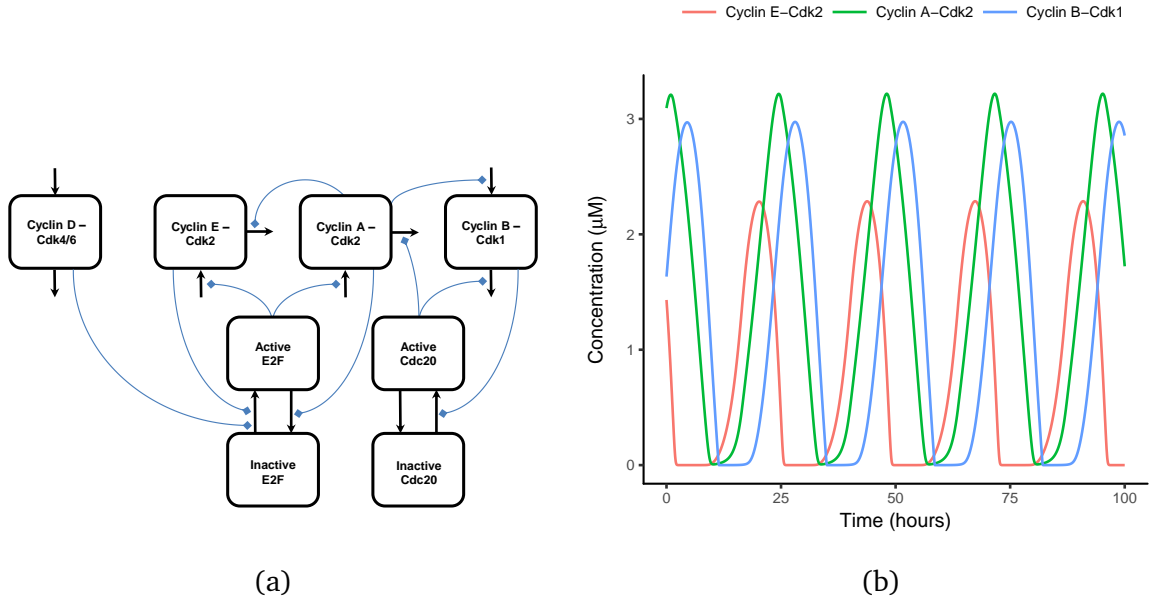 Cyclin D –
Cdk4/6
Cyclin E –
Cdk2
Cyclin A –
Cdk2
Cyclin B –
Cdk1
Active
E2F
Active
Cdc20
Inactive
E2F
Inactive
Cdc20
(a)
Cyclin E–Cdk2 Cyclin A–Cdk2 Cyclin B–Cdk1
Concentration (μM)
3
2
1
0
0 25 50 75 100
Time (hours)
(b)